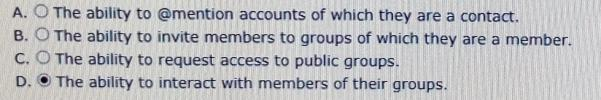 A. The ability to @mention accounts of which they are a contact.
B. The ability to invite members to groups of which they are a member.
C. The ability to request access to public groups.
D. The ability to interact with members of their groups.